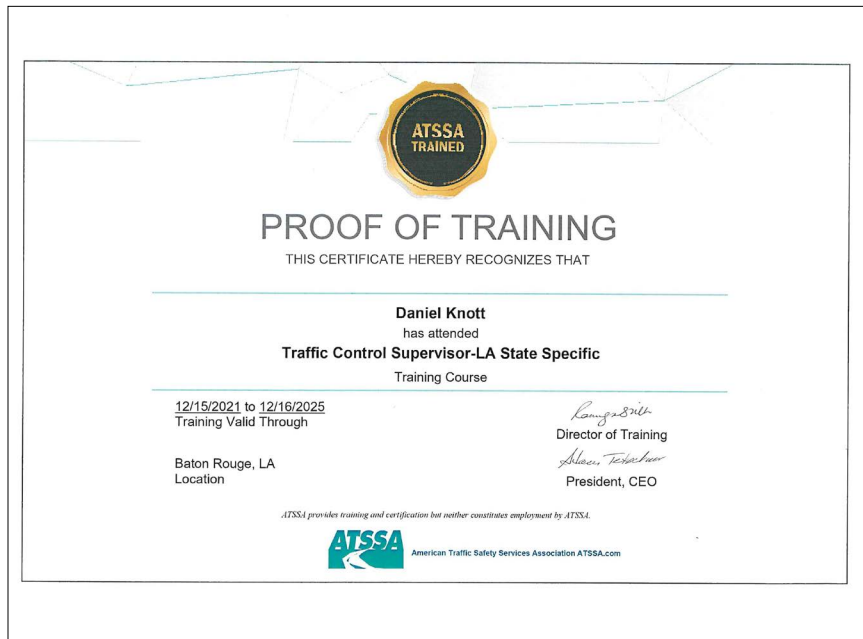 ATSSA
TRAINED
PROOF OF TRAINING
THIS CERTIFICATE HEREBY RECOGNIZES THAT
Daniel Knott
has attended
Traffic Control Supervisor-LA State Specific
Training Course
12/15/2021 to 12/16/2025
Training Valid Through
Director of Training
Baton Rouge, LA
Location
President, CEO
ATSSA provides training and certification but neither constitutes employment by ATSSA.
ATSSA
American Traffic Safety Services Association ATSSA.com